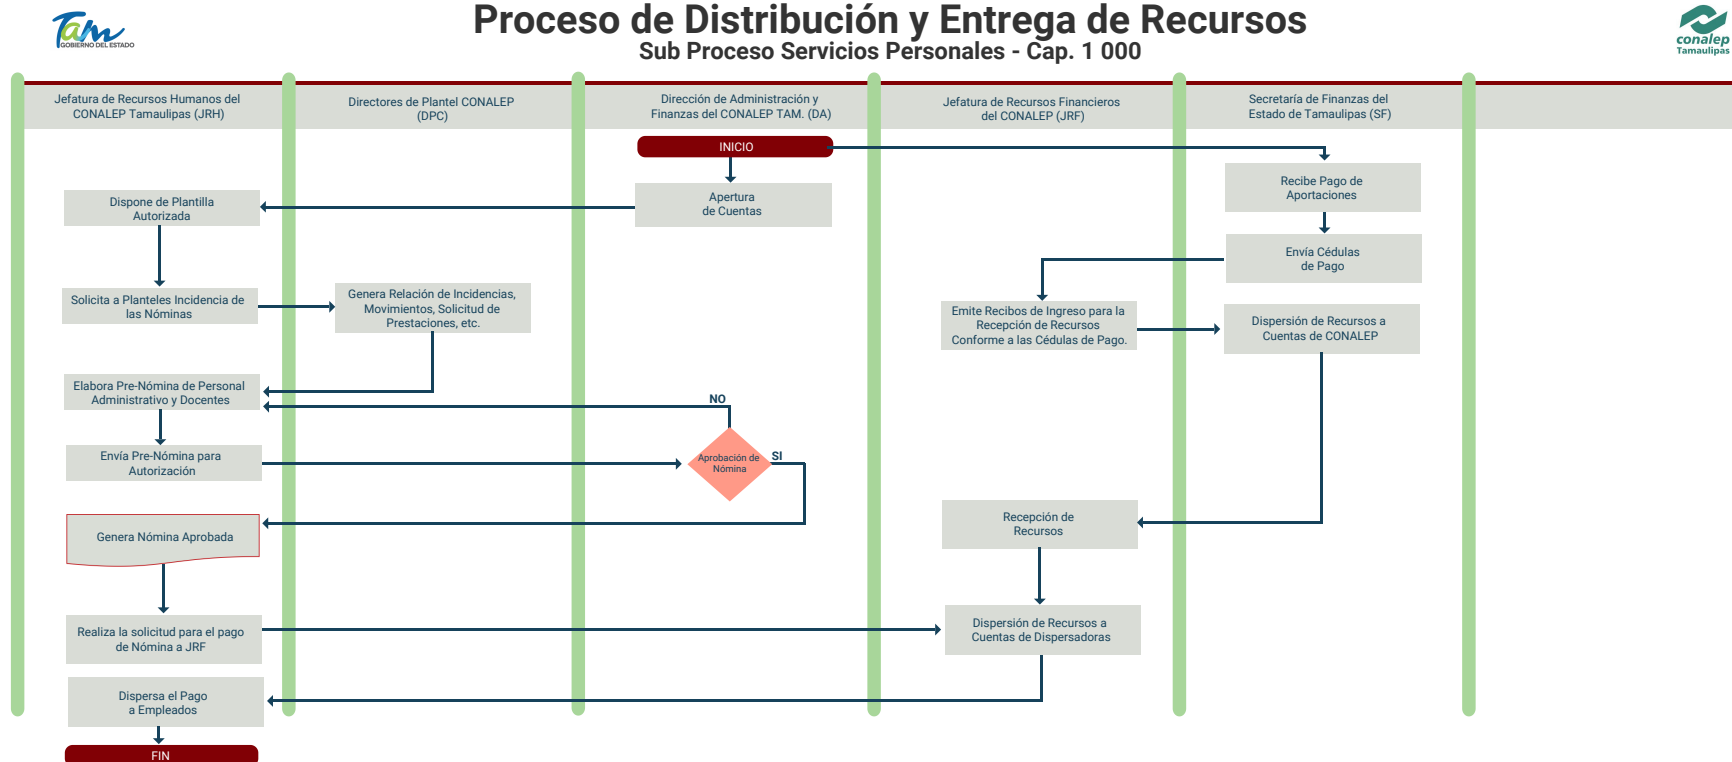 Tam
GOBIERNO DEL ESTADO
Proceso de Distribución y Entrega de Recursos
Sub Proceso Servicios Personales - Cap. 1 000
conalep
Tamaulipas
Jefatura de Recursos Humanos del
CONALEP Tamaulipas (JRH)
Directores de Plantel CONALEP
(DPC)
Dirección de Administración y
Finanzas del CONALEP TAM. (DA)
Jefatura de Recursos Financieros
del CONALEP (JRF)
Secretaría de Finanzas del
Estado de Tamaulipas (SF)
INICIO
Apertura
de Cuentas
Recibe Pago de
Aportaciones
Dispone de Plantilla
Autorizada
Envía Cédulas
de Pago
Solicita a Planteles Incidencia de
las Nóminas
Genera Relación de Incidencias,
Movimientos, Solicitud de
Prestaciones, etc.
Emite Recibos de Ingreso para la
Recepción de Recursos
Conforme a las Cédulas de Pago.
Dispersión de Recursos a
Cuentas de CONALEP
Elabora Pre-Nómina de Personal
Administrativo y Docentes
NO
Envía Pre-Nómina para
Autorización
Aprobación de
Nómina
SI
Genera Nómina Aprobada
Recepción de
Recursos
Realiza la solicitud para el pago
de Nómina a JRF
Dispersión de Recursos a
Cuentas de Dispersadoras
Dispersa el Pago
a Empleados
FIN